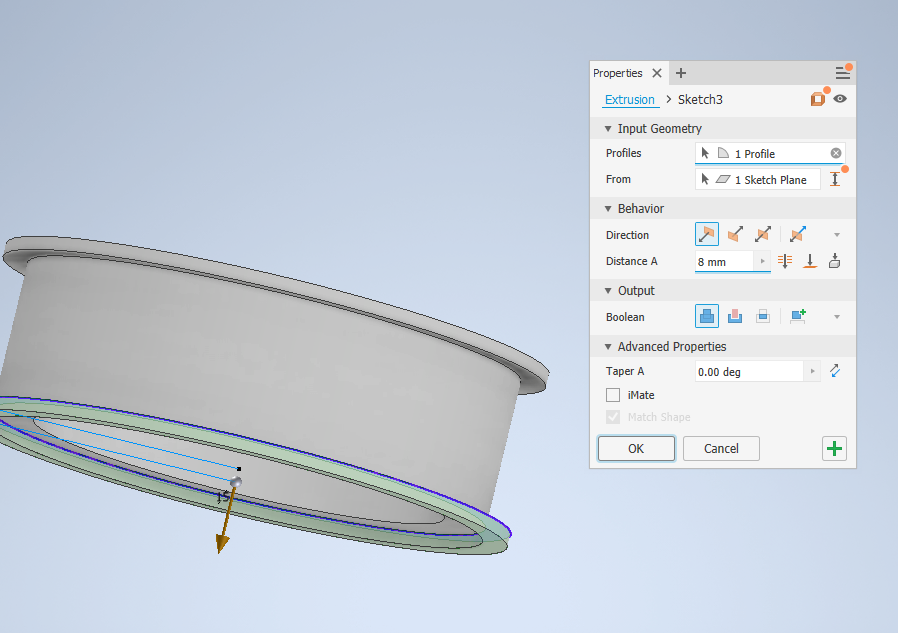 Properties
Extrusion > Sketch3
Input Geometry
Profiles 1 Profile
From 1 Sketch Plane
Behavior
Direction
Distance A 8 mm
Output
Boolean
Advanced Properties
Taper A 0.00 deg
iMate
Match Shape
OK Cancel